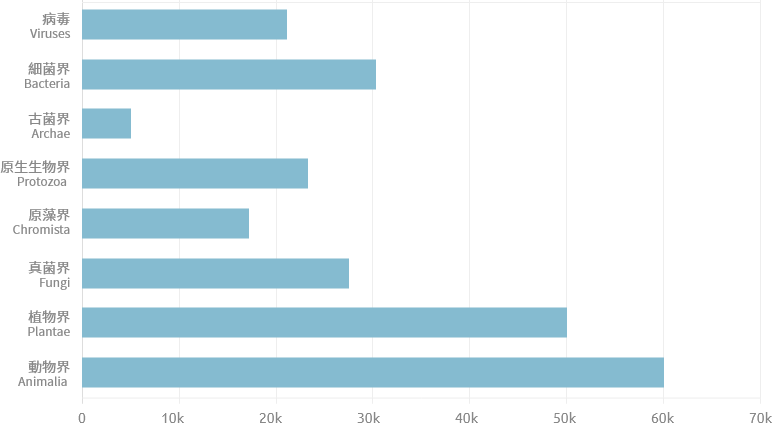 病毒
Viruses
細菌界
Bacteria
古菌界
Archae
原生生物界
Protozoa
原藻界
Chromista
真菌界
Fungi
植物界
Plantae
動物界
Animalia
0 10k 20k 30k 40k 50k 60k 70k